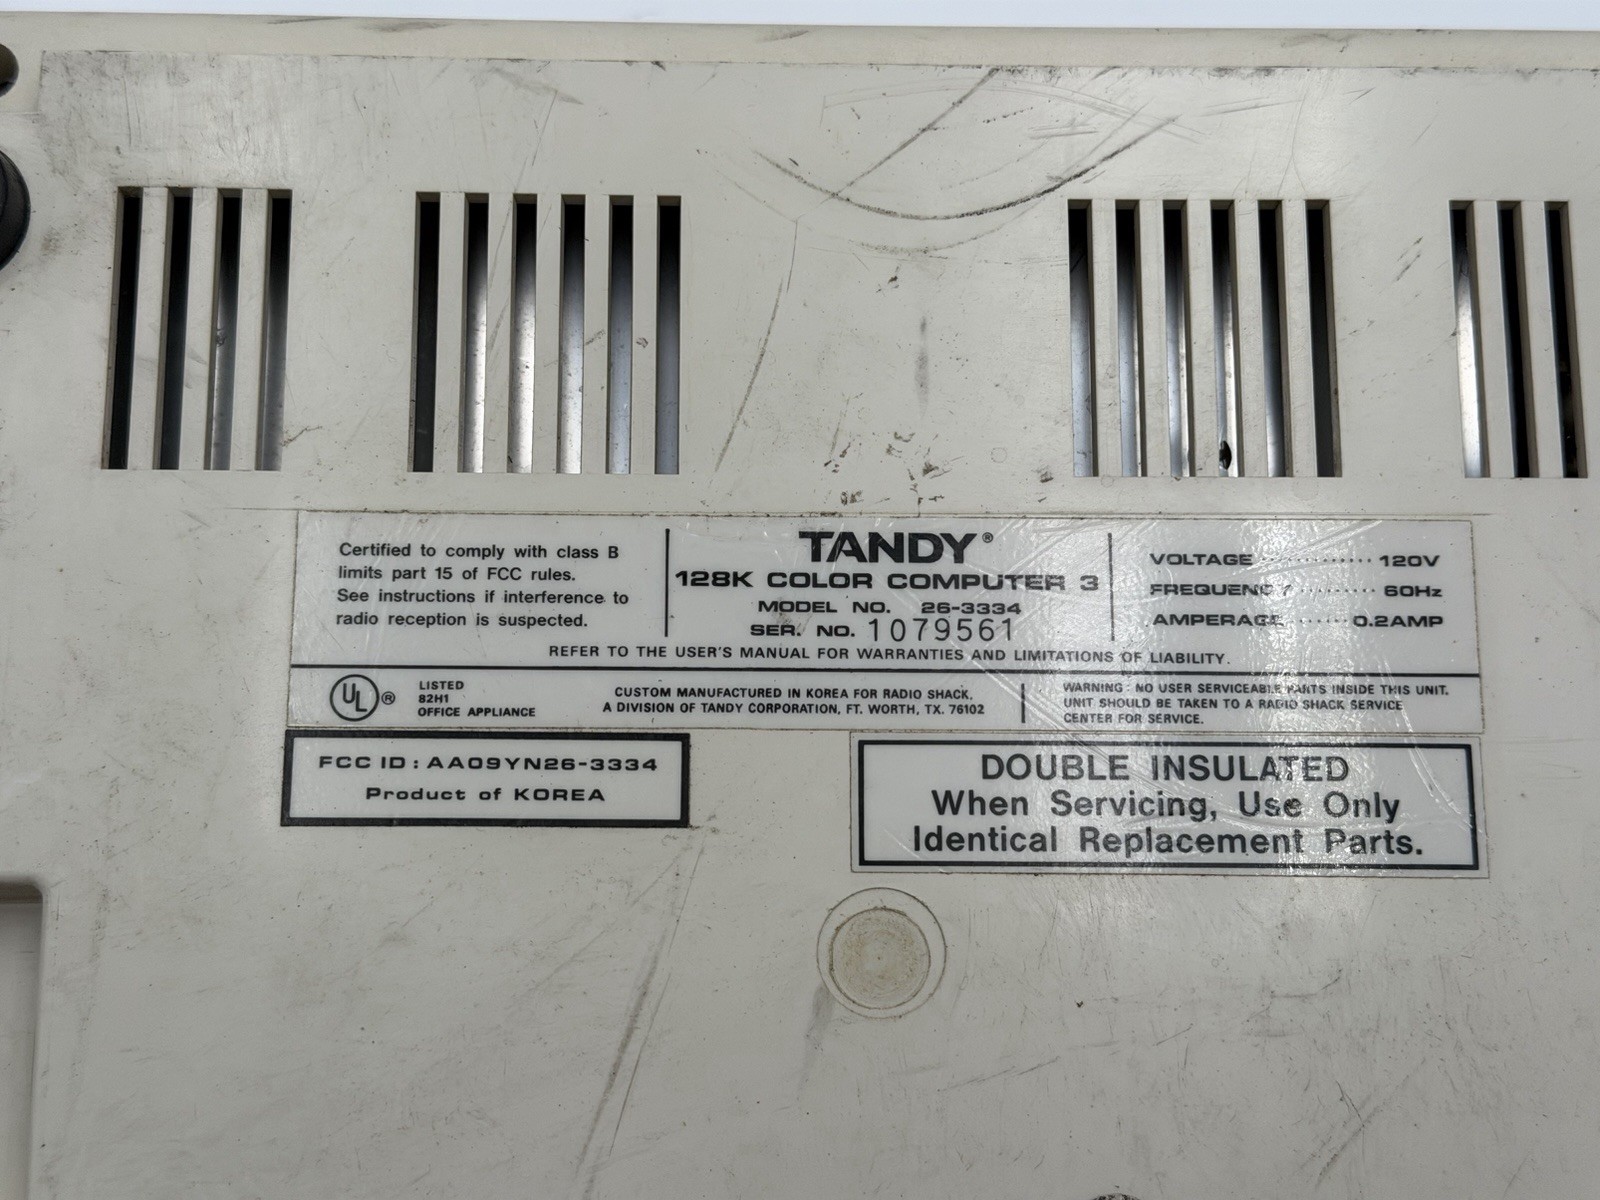 Certified to comply with class B
limits part 15 of FCC rules.
See instructions if interference to
radio reception is suspected.
TANDY®
128K COLOR COMPUTER 3
MODEL NO. 26-3334
SER. NO. 1079561
VOLTAGE ············ 120V
FREQUENCY ·········· 60Hz
AMPERAGE ······· 0.2AMP
REFER TO THE USER'S MANUAL FOR WARRANTIES AND LIMITATIONS OF LIABILITY.
UL®
LISTED
82H1
OFFICE APPLIANCE
CUSTOM MANUFACTURED IN KOREA FOR RADIO SHACK,
A DIVISION OF TANDY CORPORATION, FT. WORTH, TX. 76102
WARNING : NO USER SERVICEABLE PARTS INSIDE THIS UNIT.
UNIT SHOULD BE TAKEN TO A RADIO SHACK SERVICE
CENTER FOR SERVICE.
FCC ID : AAO9YN26-3334
Product of KOREA
DOUBLE INSULATED
When Servicing, Use Only
Identical Replacement Parts.